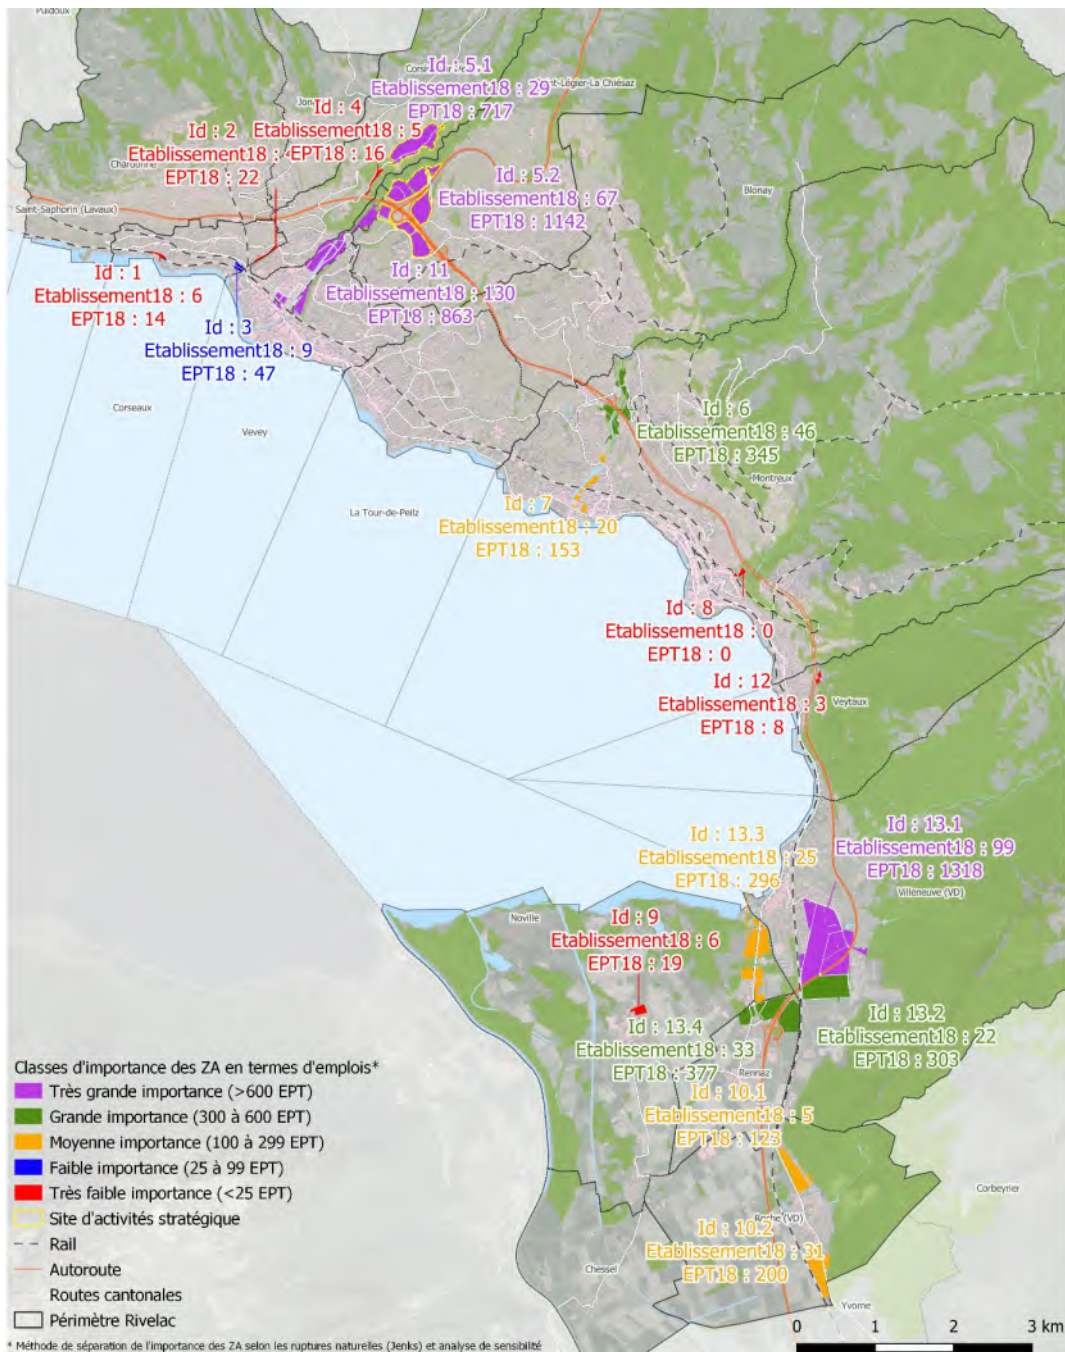 Puidoux
Id : 5.1
Etablissement18 : 29
EPT18 : 717
Id : 4
Etablissement18 : 5
EPT18 : 16
Id : 2
Etablissement18 :
EPT18 : 22
Chardonne
Id : 5.2
Etablissement18 : 67
EPT18 : 1142
Blonay
Saint-Saphorin (Lavaux)
Id : 1
Etablissement18 : 6
EPT18 : 14
Id : 11
Etablissement18 : 130
EPT18 : 863
Id : 3
Etablissement18 : 9
EPT18 : 47
Corseaux
Vevey
Id : 6
Etablissement18 : 46
EPT18 : 345
Montreux
La Tour-de-Peilz
Id : 7
Etablissement18 : 20
EPT18 : 153
Id : 8
Etablissement18 : 0
EPT18 : 0
Id : 12
Etablissement18 : 3
EPT18 : 8
Veytaux
Id : 13.3
Etablissement18 : 25
EPT18 : 296
Id : 13.1
Etablissement18 : 99
EPT18 : 1318
Villeneuve (VD)
Noville
Id : 9
Etablissement18 : 6
EPT18 : 19
Id : 13.4
Etablissement18 : 33
EPT18 : 377
Id : 13.2
Etablissement18 : 22
EPT18 : 303
Rennaz
Id : 10.1
Etablissement18 : 5
EPT18 : 123
Corbeyrier
Roche (VD)
Id : 10.2
Etablissement18 : 31
EPT18 : 200
Chessel
Yvorne
Classes d'importance des ZA en termes d'emplois*
Très grande importance (>600 EPT)
Grande importance (300 à 600 EPT)
Moyenne importance (100 à 299 EPT)
Faible importance (25 à 99 EPT)
Très faible importance (<25 EPT)
Site d'activités stratégique
Rail
Autoroute
Routes cantonales
Périmètre Rivelac
0 1 2 3 km
* Méthode de séparation de l'importance des ZA selon les ruptures naturelles (Jenks) et analyse de sensibilité